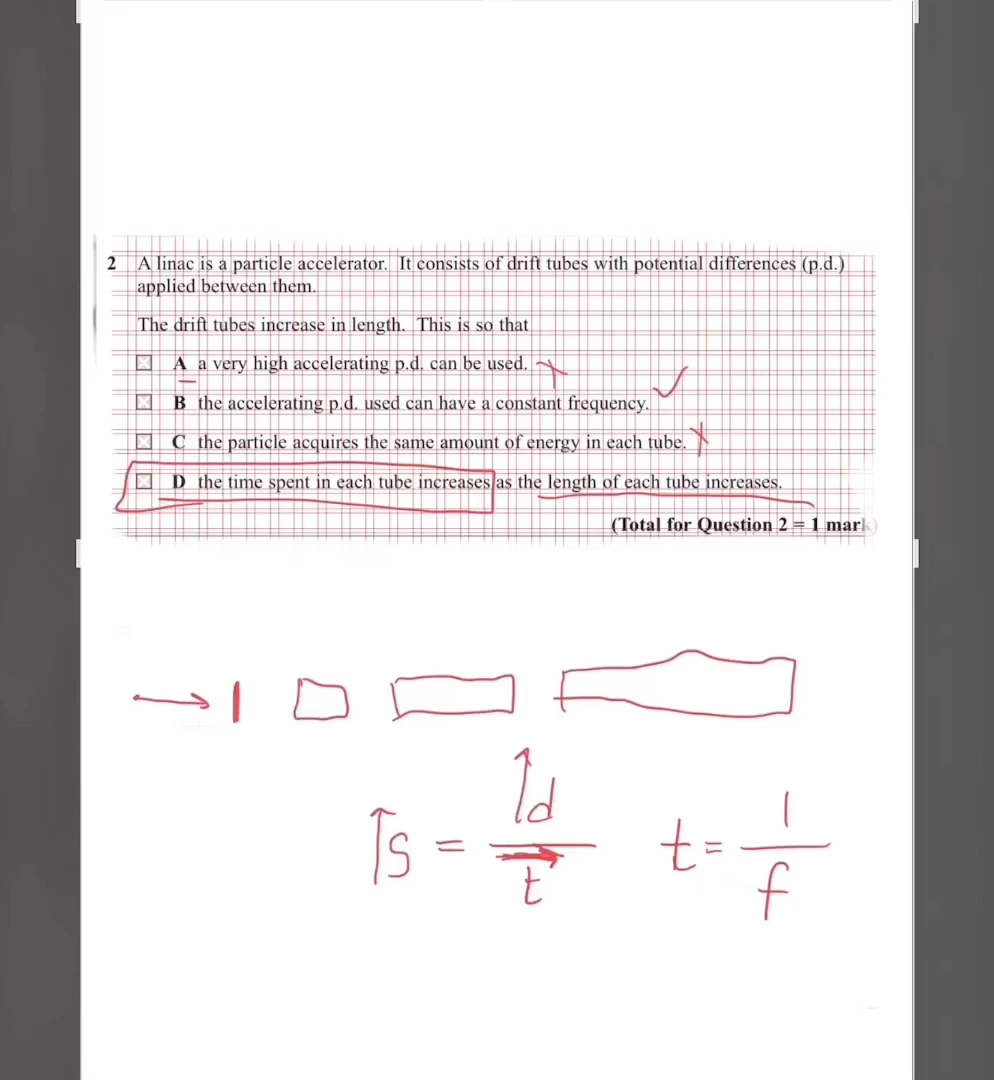 2 A linac is a particle accelerator. It consists of drift tubes with potential differences (p.d.)
applied between them.
The drift tubes increase in length. This is so that
A a very high accelerating p.d. can be used.
B the accelerating p.d. used can have a constant frequency.
C the particle acquires the same amount of energy in each tube.
D the time spent in each tube increases as the length of each tube increases.
(Total for Question 2 = 1 mark)
↑s = ↑d / t t = 1 / f